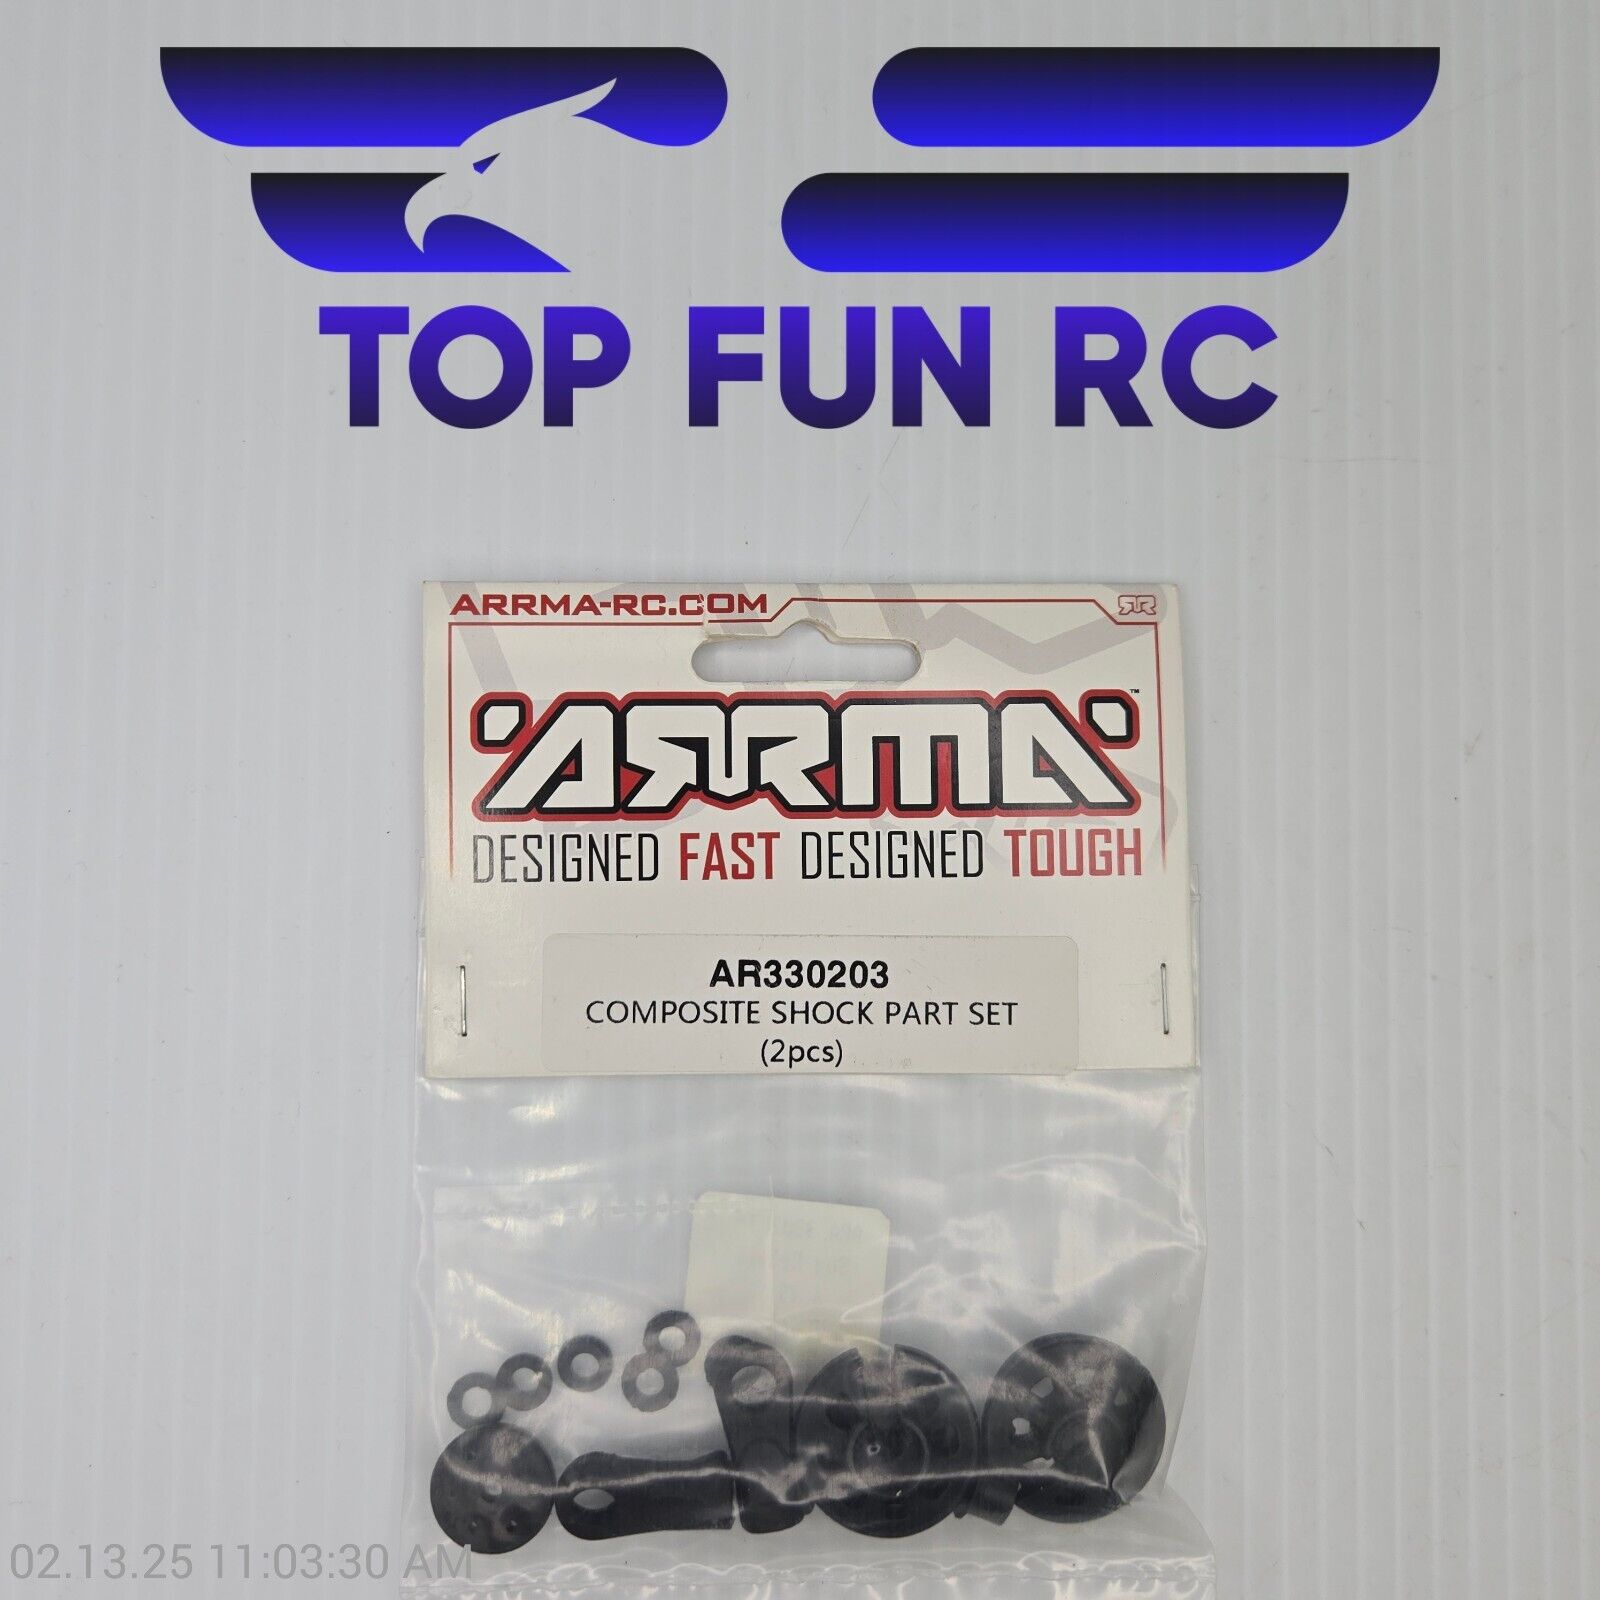 TOP FUN RC
ARRMA-RC.COM
ARRMA™
DESIGNED FAST DESIGNED TOUGH
AR330203
COMPOSITE SHOCK PART SET
(2pcs)
02.13.25 11:03:30 AM